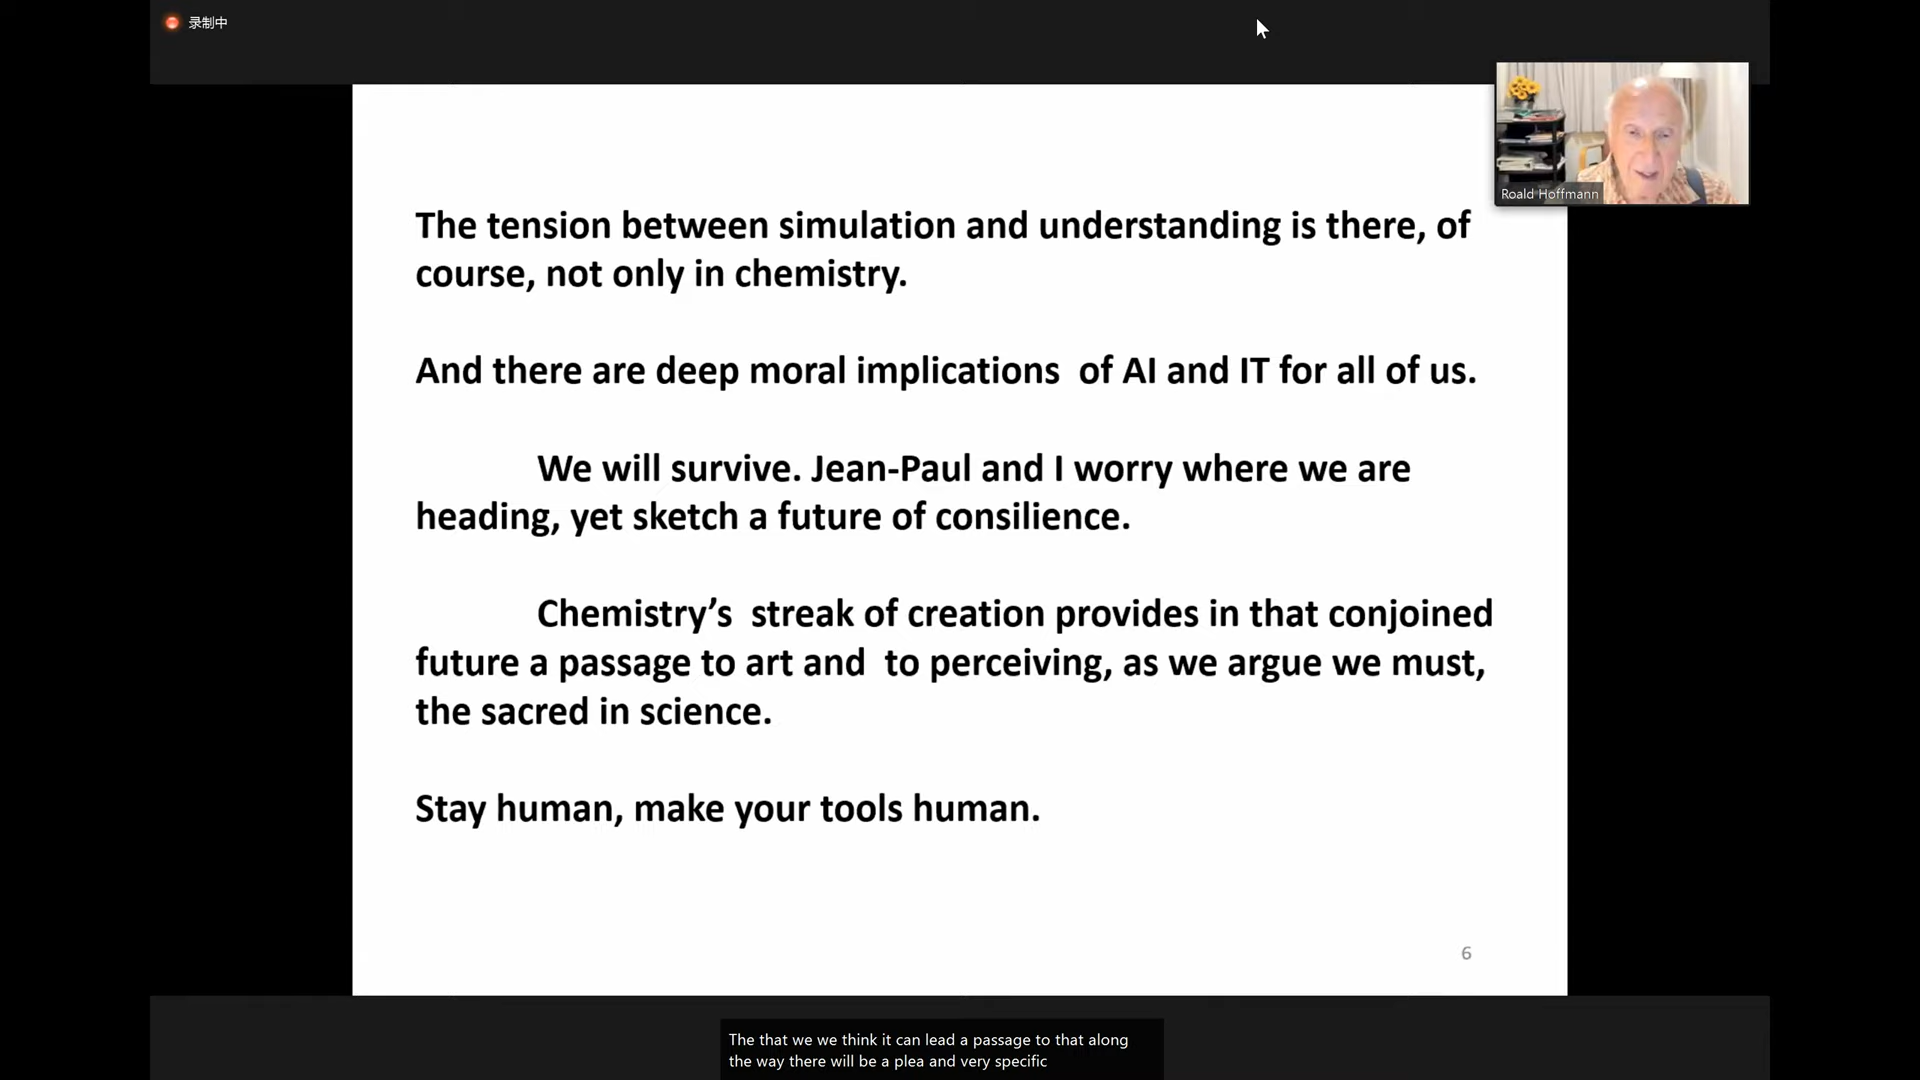 录制中
Roald Hoffmann
The tension between simulation and understanding is there, of
course, not only in chemistry.
And there are deep moral implications  of AI and IT for all of us.
We will survive. Jean-Paul and I worry where we are
heading, yet sketch a future of consilience.
Chemistry’s  streak of creation provides in that conjoined
future a passage to art and  to perceiving, as we argue we must,
the sacred in science.
Stay human, make your tools human.
6
The that we we think it can lead a passage to that along
the way there will be a plea and very specific